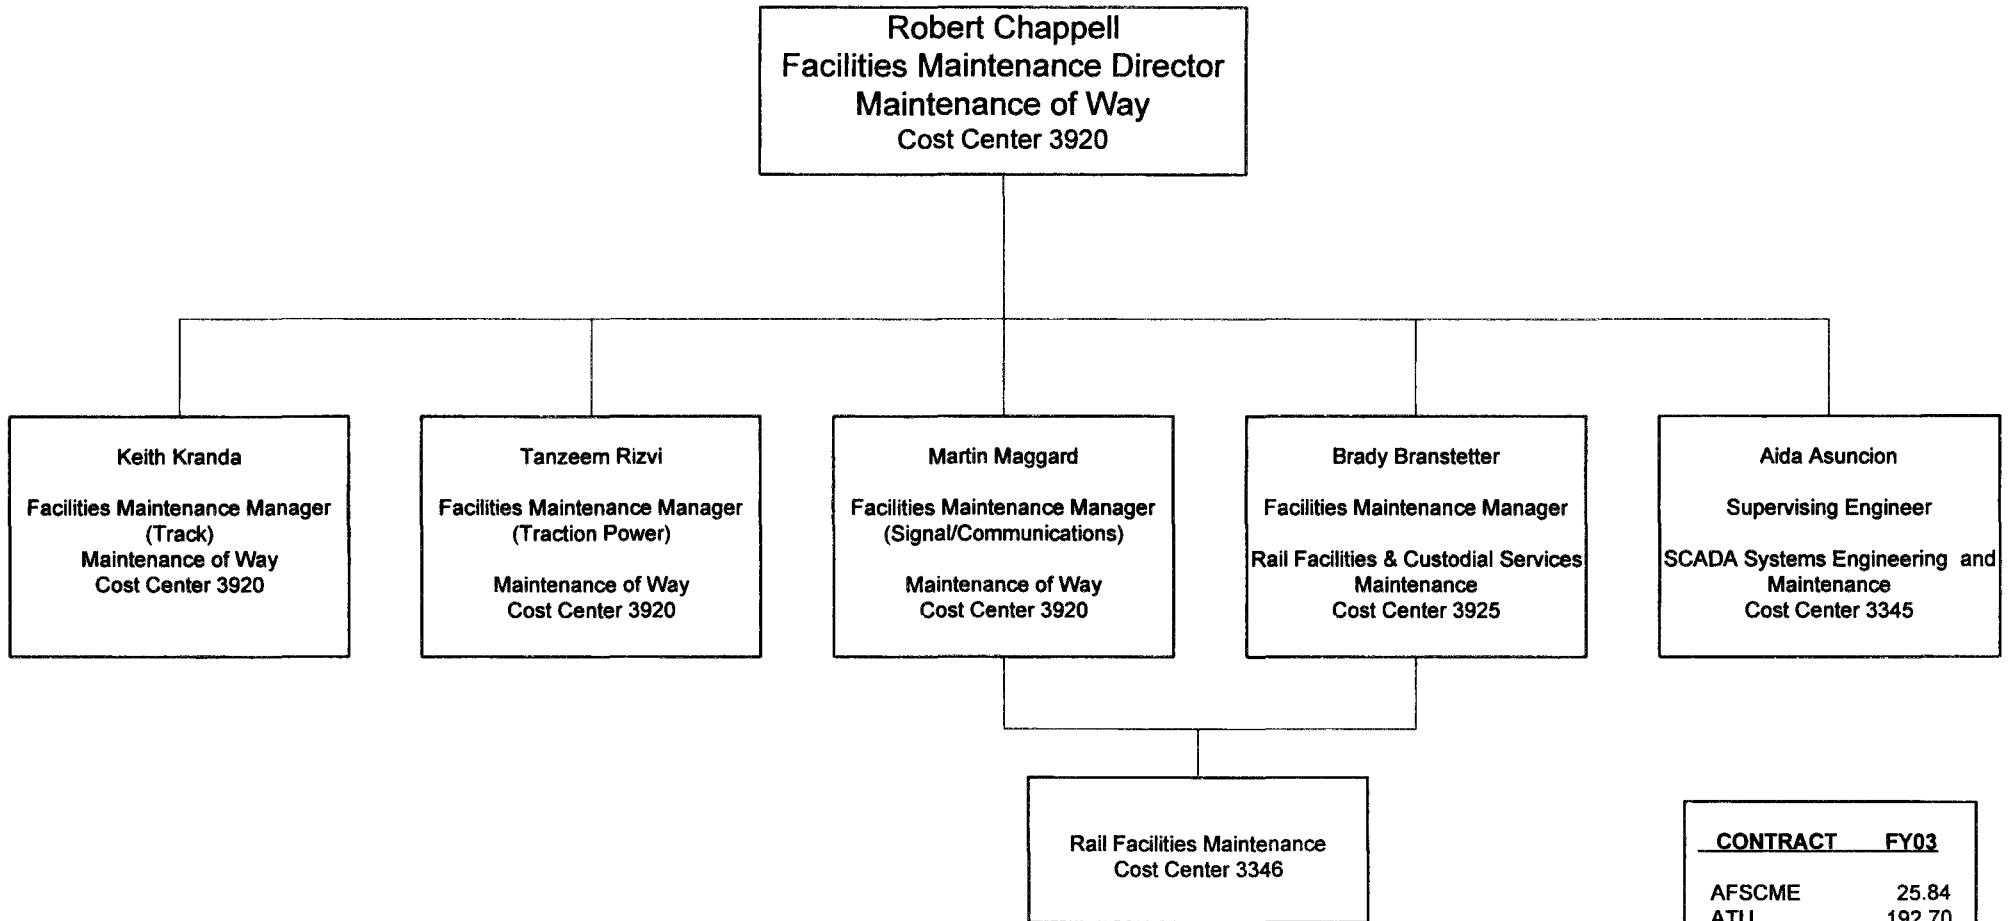 Robert Chappell
Facilities Maintenance Director
Maintenance of Way
Cost Center 3920
Keith Kranda
Facilities Maintenance Manager
(Track)
Maintenance of Way
Cost Center 3920
Tanzeem Rizvi
Facilities Maintenance Manager
(Traction Power)
Maintenance of Way
Cost Center 3920
Martin Maggard
Facilities Maintenance Manager
(Signal/Communications)
Maintenance of Way
Cost Center 3920
Brady Branstetter
Facilities Maintenance Manager
Rail Facilities & Custodial Services
Maintenance
Cost Center 3925
Aida Asuncion
Supervising Engineer
SCADA Systems Engineering and
Maintenance
Cost Center 3345
Rail Facilities Maintenance
Cost Center 3346
CONTRACT FY03
AFSCME 25.84
ATU 192.70